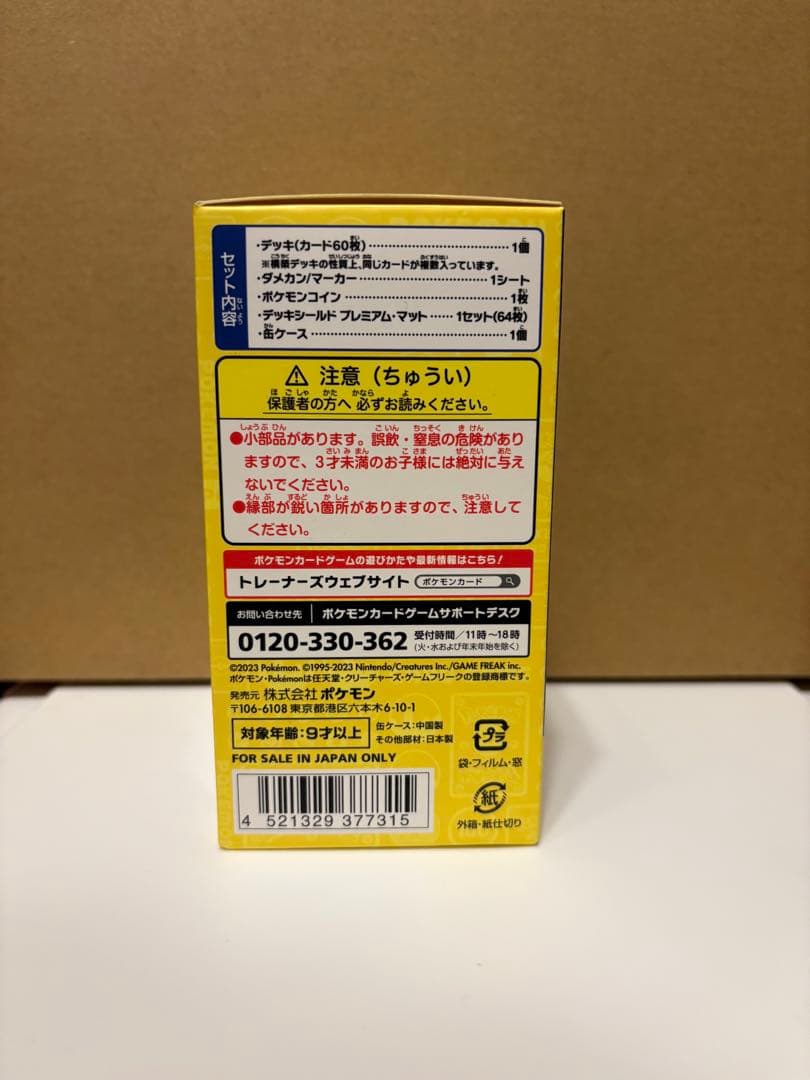 セット内容
・デッキ(カード60枚)……1個
※構築デッキの性質上、同じカードが複数入っています。
・ダメカン/マーカー……1シート
・ポケモンコイン……1枚
・デッキシールド プレミアム・マット……1セット(64枚)
・缶ケース……1個
⚠ 注意（ちゅうい）
保護者の方へ 必ずお読みください。
●小部品があります。誤飲・窒息の危険があり
ますので、3才未満のお子様には絶対に与え
ないでください。
●縁部が鋭い箇所がありますので、注意して
ください。
ポケモンカードゲームの遊びかたや最新情報はこちら！
トレーナーズウェブサイト ポケモンカード
お問い合わせ先 ポケモンカードゲームサポートデスク
0120-330-362 受付時間／11時～18時
(火・水および年末年始を除く)
©2023 Pokémon. ©1995-2023 Nintendo/Creatures Inc./GAME FREAK inc.
ポケモン・Pokémonは任天堂・クリーチャーズ・ゲームフリークの登録商標です。
発売元 株式会社 ポケモン
〒106-6108 東京都港区六本木6-10-1
対象年齢：9才以上
缶ケース：中国製
その他部材：日本製
FOR SALE IN JAPAN ONLY
プラ
袋・フィルム・窓
紙
外箱・紙仕切り
4 521329 377315